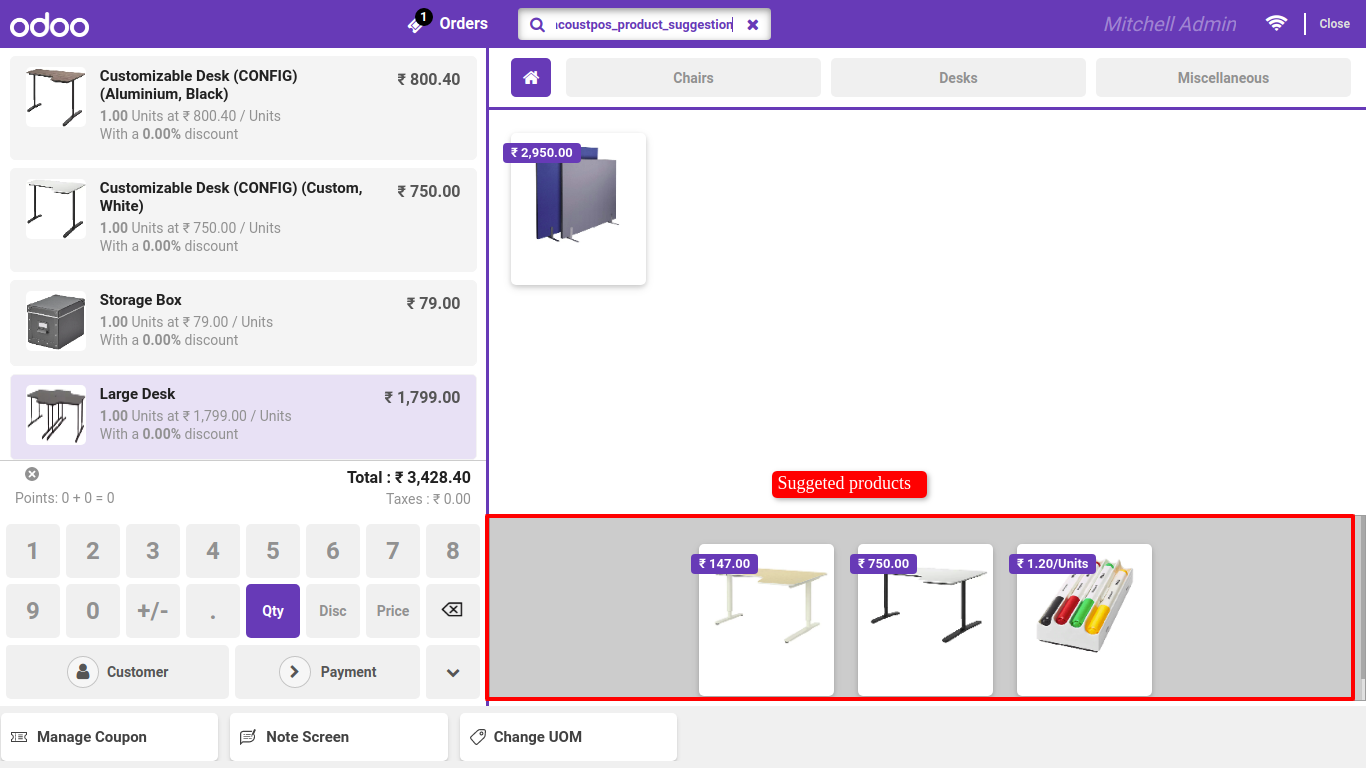 odoo
1
Orders
coustpos_product_suggestion
Mitchell Admin
Close
Customizable Desk (CONFIG)
(Aluminium, Black)
₹ 800.40
1.00 Units at ₹ 800.40 / Units
With a 0.00% discount
Customizable Desk (CONFIG) (Custom,
White)
₹ 750.00
1.00 Units at ₹ 750.00 / Units
With a 0.00% discount
Storage Box
₹ 79.00
1.00 Units at ₹ 79.00 / Units
With a 0.00% discount
Large Desk
₹ 1,799.00
1.00 Units at ₹ 1,799.00 / Units
With a 0.00% discount
Total : ₹ 3,428.40
Points: 0 + 0 = 0
Taxes : ₹ 0.00
1 2 3 4 5 6 7 8
9 0 +/- . Qty Disc Price
Customer
Payment
Manage Coupon
Note Screen
Change UOM
Chairs
Desks
Miscellaneous
₹ 2,950.00
Suggeted products
₹ 147.00
₹ 750.00
₹ 1.20/Units